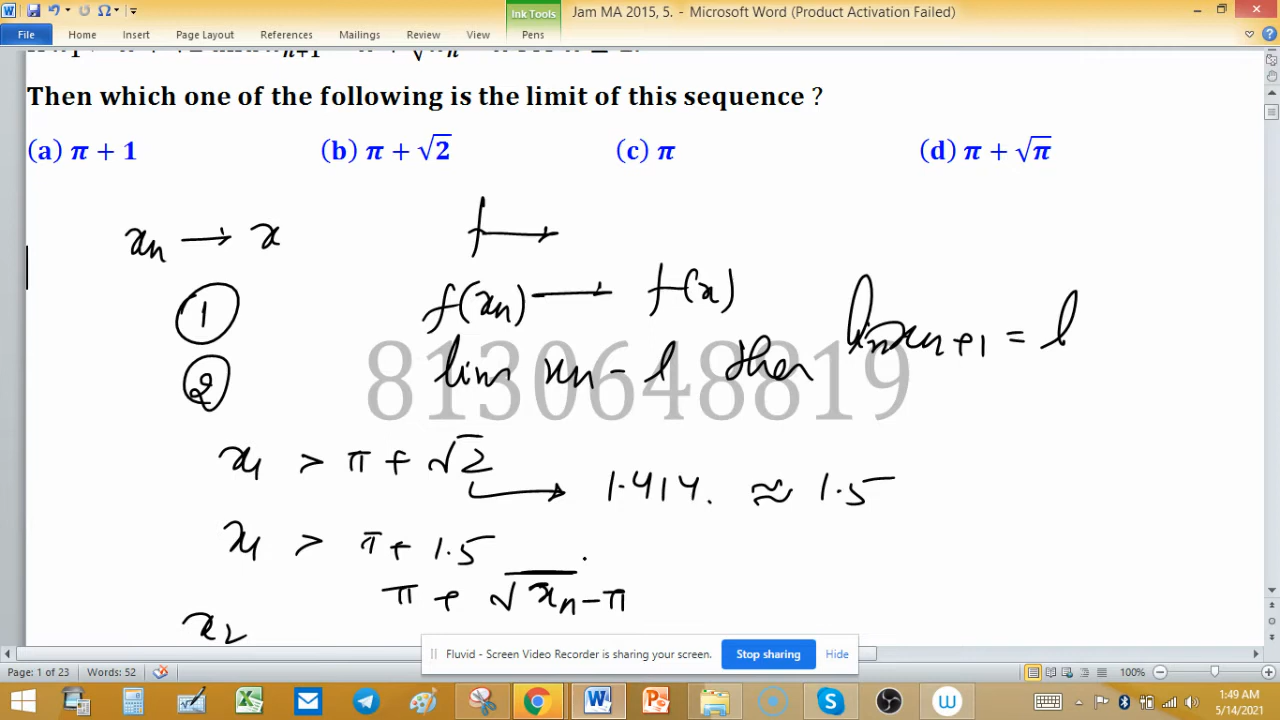 Ink Tools
Jam MA 2015, 5. - Microsoft Word (Product Activation Failed)
File Home Insert Page Layout References Mailings Review View Pens
Then which one of the following is the limit of this sequence ?
(a) π + 1 (b) π + √2 (c) π (d) π + √π
xn → x f →
1 f(xn) → f(x)
2 lim xn - l then lim xn+1 = l
8130648819
x1 > π + √2 → 1.414. ≈ 1.5
x1 > π + 1.5
π + √xn - π
x2
Fluvid - Screen Video Recorder is sharing your screen. Stop sharing Hide
Page: 1 of 23 Words: 52 100%
1:49 AM
5/14/2021